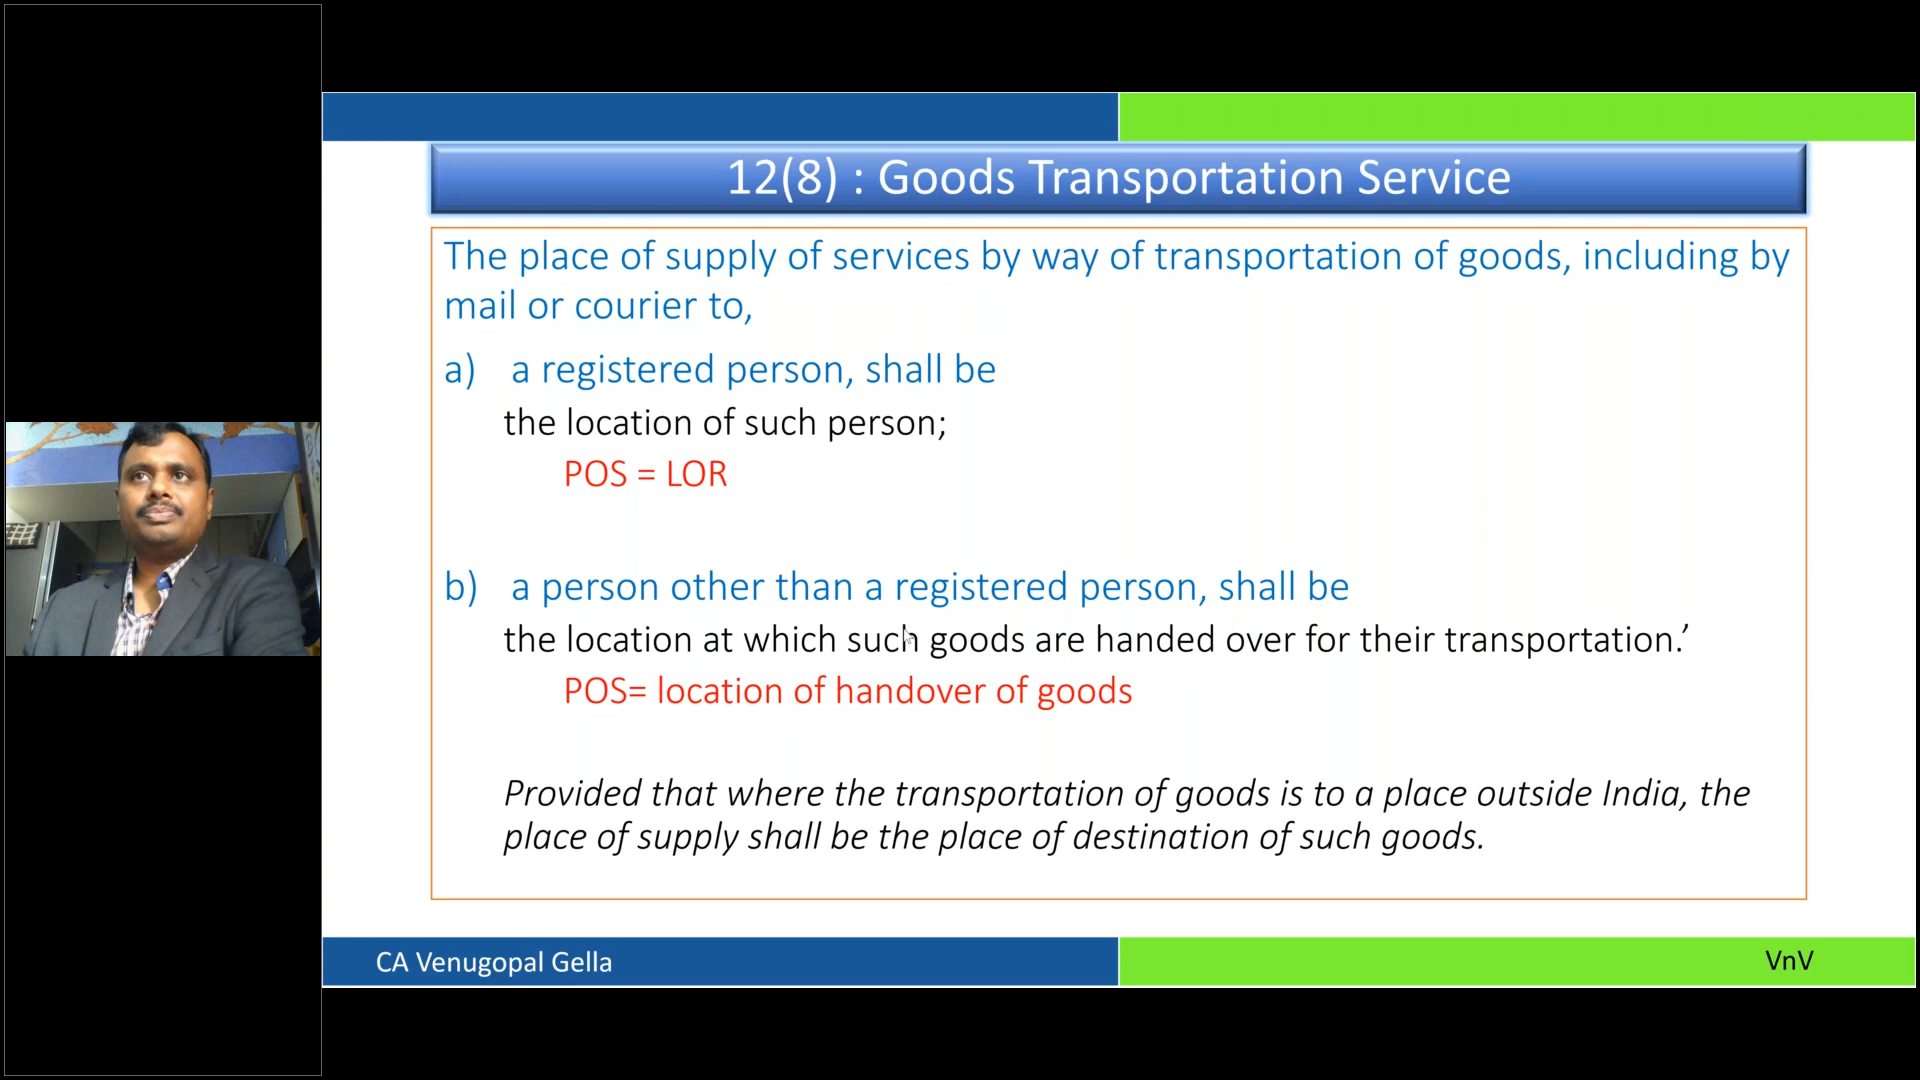 12(8) : Goods Transportation Service
The place of supply of services by way of transportation of goods, including by
mail or courier to,
a) a registered person, shall be
the location of such person;
POS = LOR
b) a person other than a registered person, shall be
the location at which such goods are handed over for their transportation.’
POS= location of handover of goods
Provided that where the transportation of goods is to a place outside India, the
place of supply shall be the place of destination of such goods.
CA Venugopal Gella
VnV